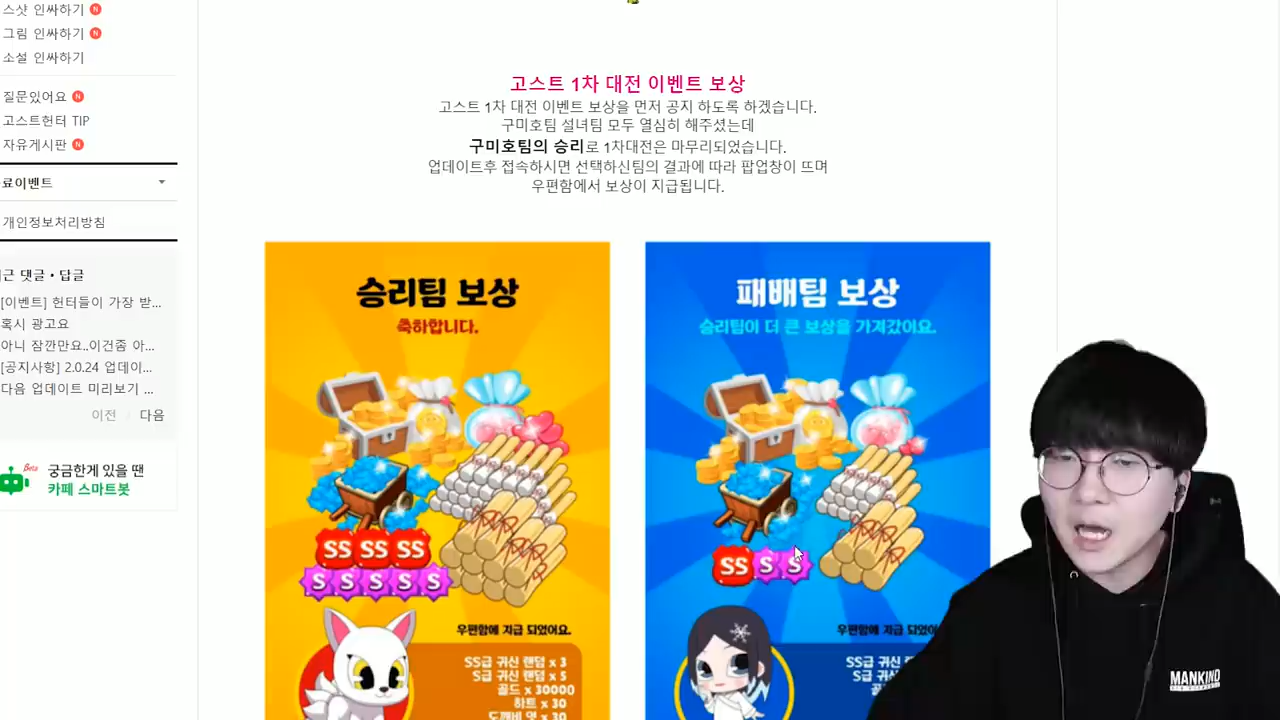 스샷 인싸하기 N
그림 인싸하기 N
소설 인싸하기
질문있어요 N
고스트헌터 TIP
자유게시판 N
료이벤트
개인정보처리방침
근 댓글 • 답글
[이벤트] 헌터들이 가장 받...
혹시 광고요
아니 잠깐만요..이건좀 아...
[공지사항] 2.0.24 업데이...
다음 업데이트 미리보기 ...
이전 다음
Beta
궁금한게 있을 땐
카페 스마트봇
고스트 1차 대전 이벤트 보상
고스트 1차 대전 이벤트 보상을 먼저 공지 하도록 하겠습니다.
구미호팀 설녀팀 모두 열심히 해주셨는데
구미호팀의 승리로 1차대전은 마무리되었습니다.
업데이트후 접속하시면 선택하신팀의 결과에 따라 팝업창이 뜨며
우편함에서 보상이 지급됩니다.
승리팀 보상
축하합니다.
SS SS SS
S S S S S
우편함에 지급 되었어요.
SS급 귀신 랜덤 x 3
S급 귀신 랜덤 x 5
골드 x 30000
하트 x 30
도깨비 엿 x 30
패배팀 보상
승리팀이 더 큰 보상을 가져갔어요.
SS S S
우편함에 지급 되었
SS급 귀신
S급 귀신
MANKIND